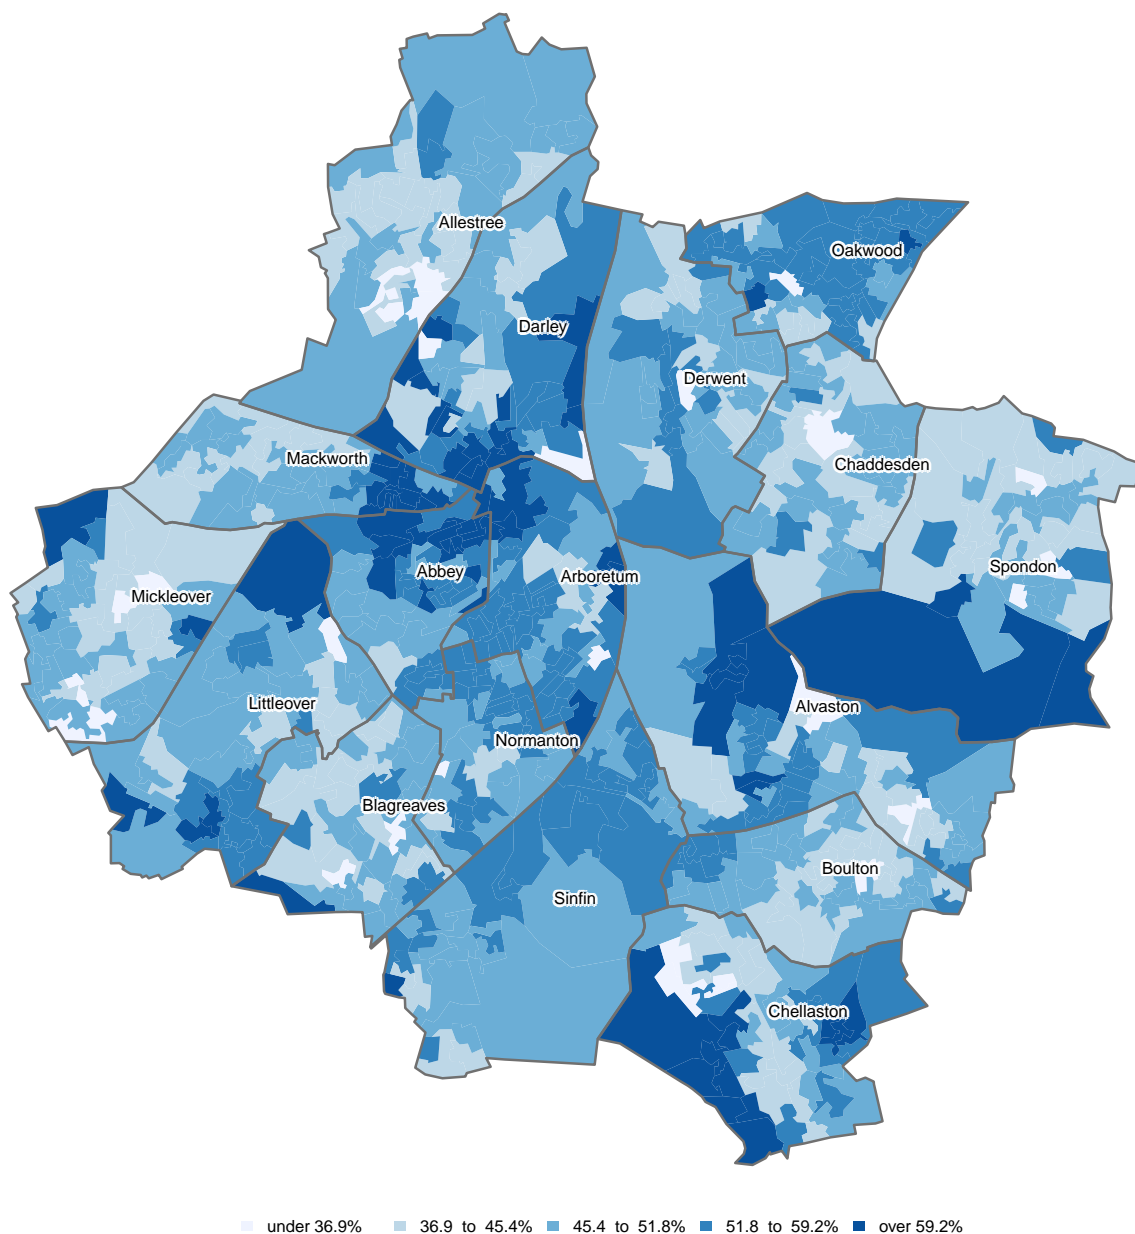 Allestree
Oakwood
Darley
Derwent
Mackworth
Chaddesden
Spondon
Abbey
Arboretum
Mickleover
Littleover
Alvaston
Normanton
Blagreaves
Boulton
Sinfin
Chellaston
under 36.9% 36.9 to 45.4% 45.4 to 51.8% 51.8 to 59.2% over 59.2%